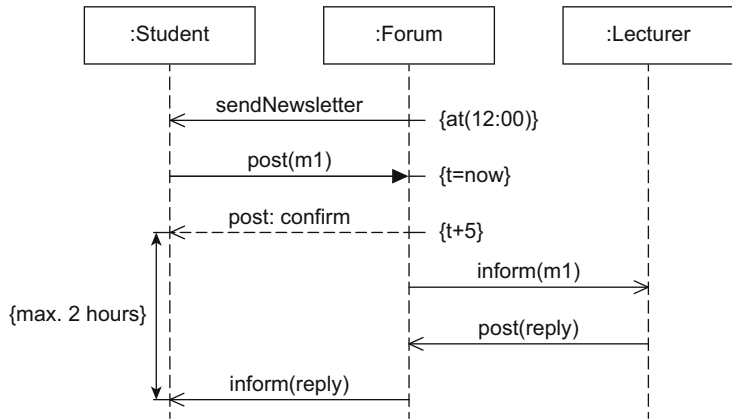 :Student
:Forum
:Lecturer
sendNewsletter
{at(12:00)}
post(m1)
{t=now}
post: confirm
{t+5}
inform(m1)
{max. 2 hours}
post(reply)
inform(reply)